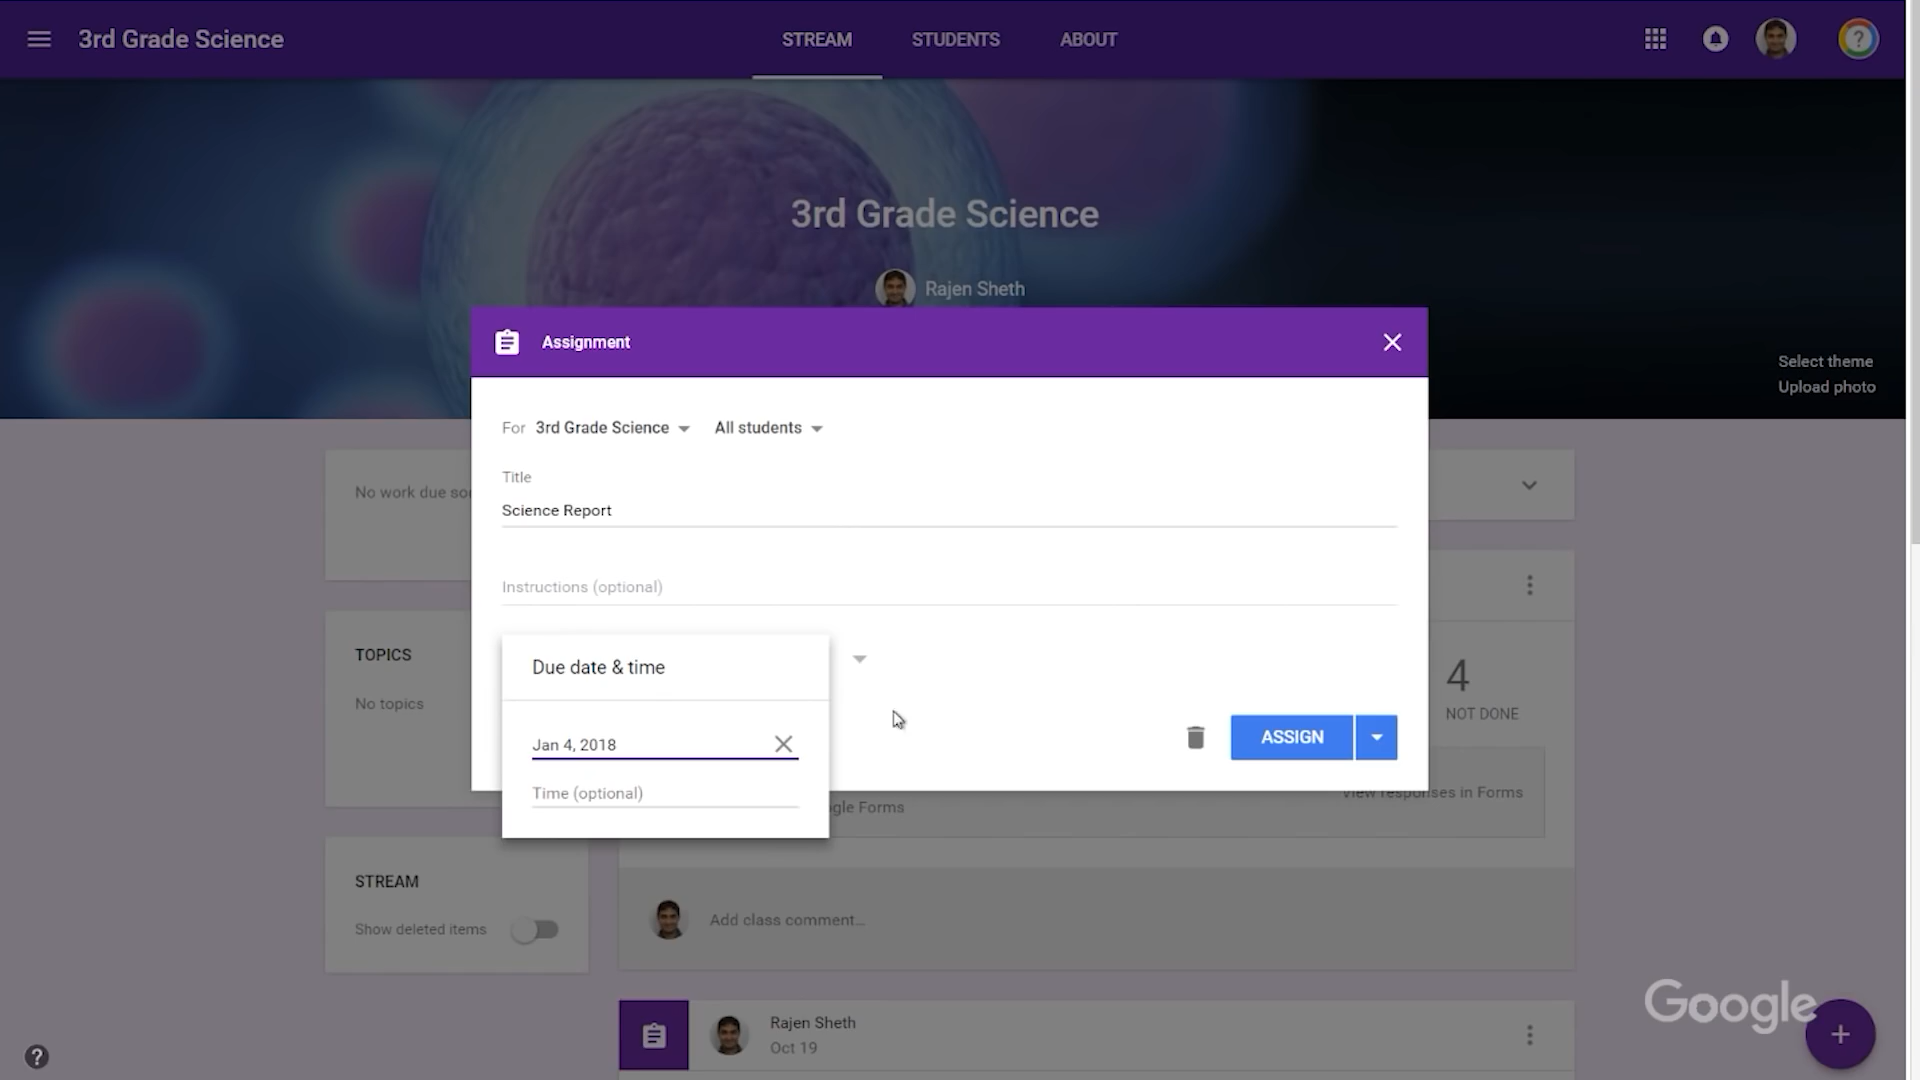 3rd Grade Science
STREAM
STUDENTS
ABOUT
?
3rd Grade Science
Rajen Sheth
Select theme
Upload photo
Assignment
For 3rd Grade Science All students
Title
Science Report
Instructions (optional)
Due date & time
Jan 4, 2018
Time (optional)
ASSIGN
No work due
TOPICS
No topics
STREAM
Show deleted items
4
NOT DONE
Forms
View responses in Forms
Add class comment...
Rajen Sheth
Oct 19
Google
+
?